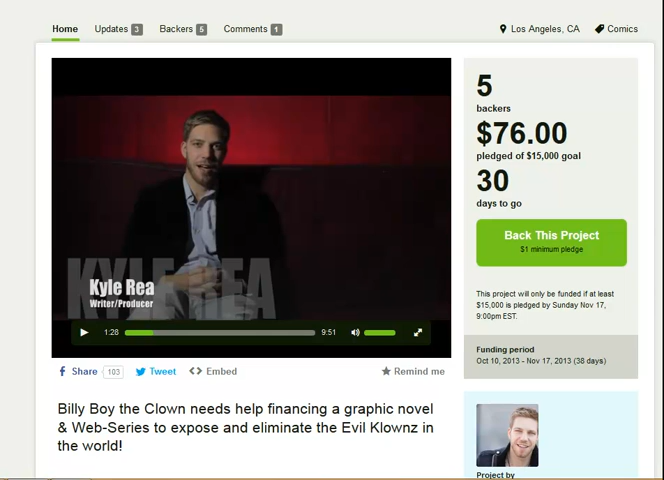 Home Updates 3 Backers 5 Comments 1 Los Angeles, CA Comics
KYLE REA
Kyle Rea
Writer/Producer
1:28 9:51
Share 103 Tweet Embed Remind me
Billy Boy the Clown needs help financing a graphic novel
& Web-Series to expose and eliminate the Evil Klownz in
the world!
5
backers
$76.00
pledged of $15,000 goal
30
days to go
Back This Project
$1 minimum pledge
This project will only be funded if at least
$15,000 is pledged by Sunday Nov 17,
9:00pm EST.
Funding period
Oct 10, 2013 - Nov 17, 2013 (38 days)
Project by